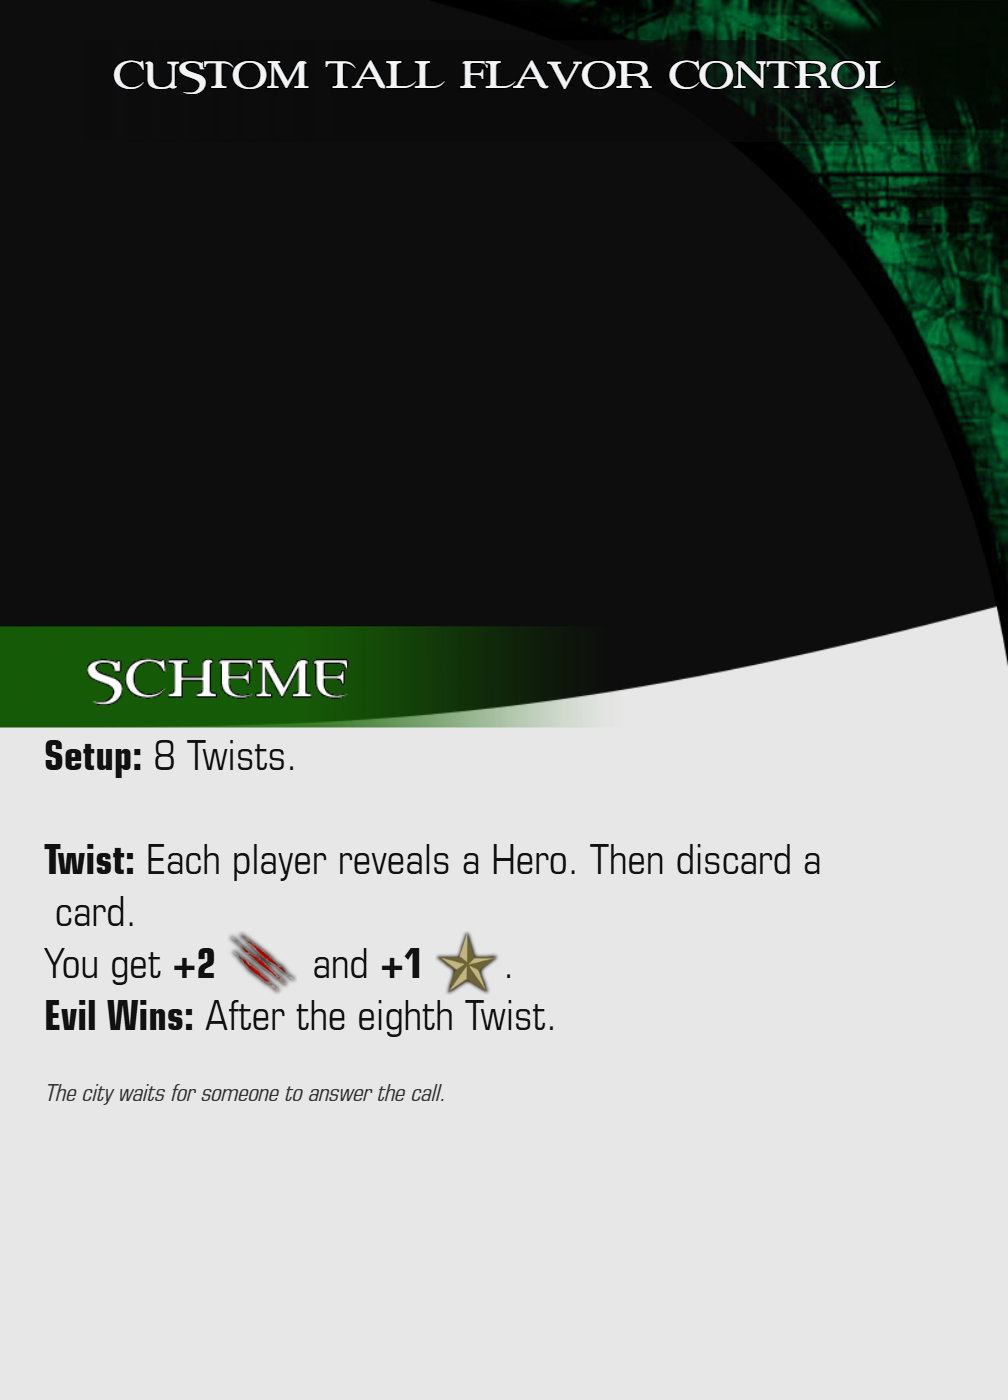 CUSTOM TALL FLAVOR CONTROL
SCHEME
Setup: 8 Twists.
Twist: Each player reveals a Hero. Then discard a
card.
You get +2 and +1 .
Evil Wins: After the eighth Twist.
The city waits for someone to answer the call.